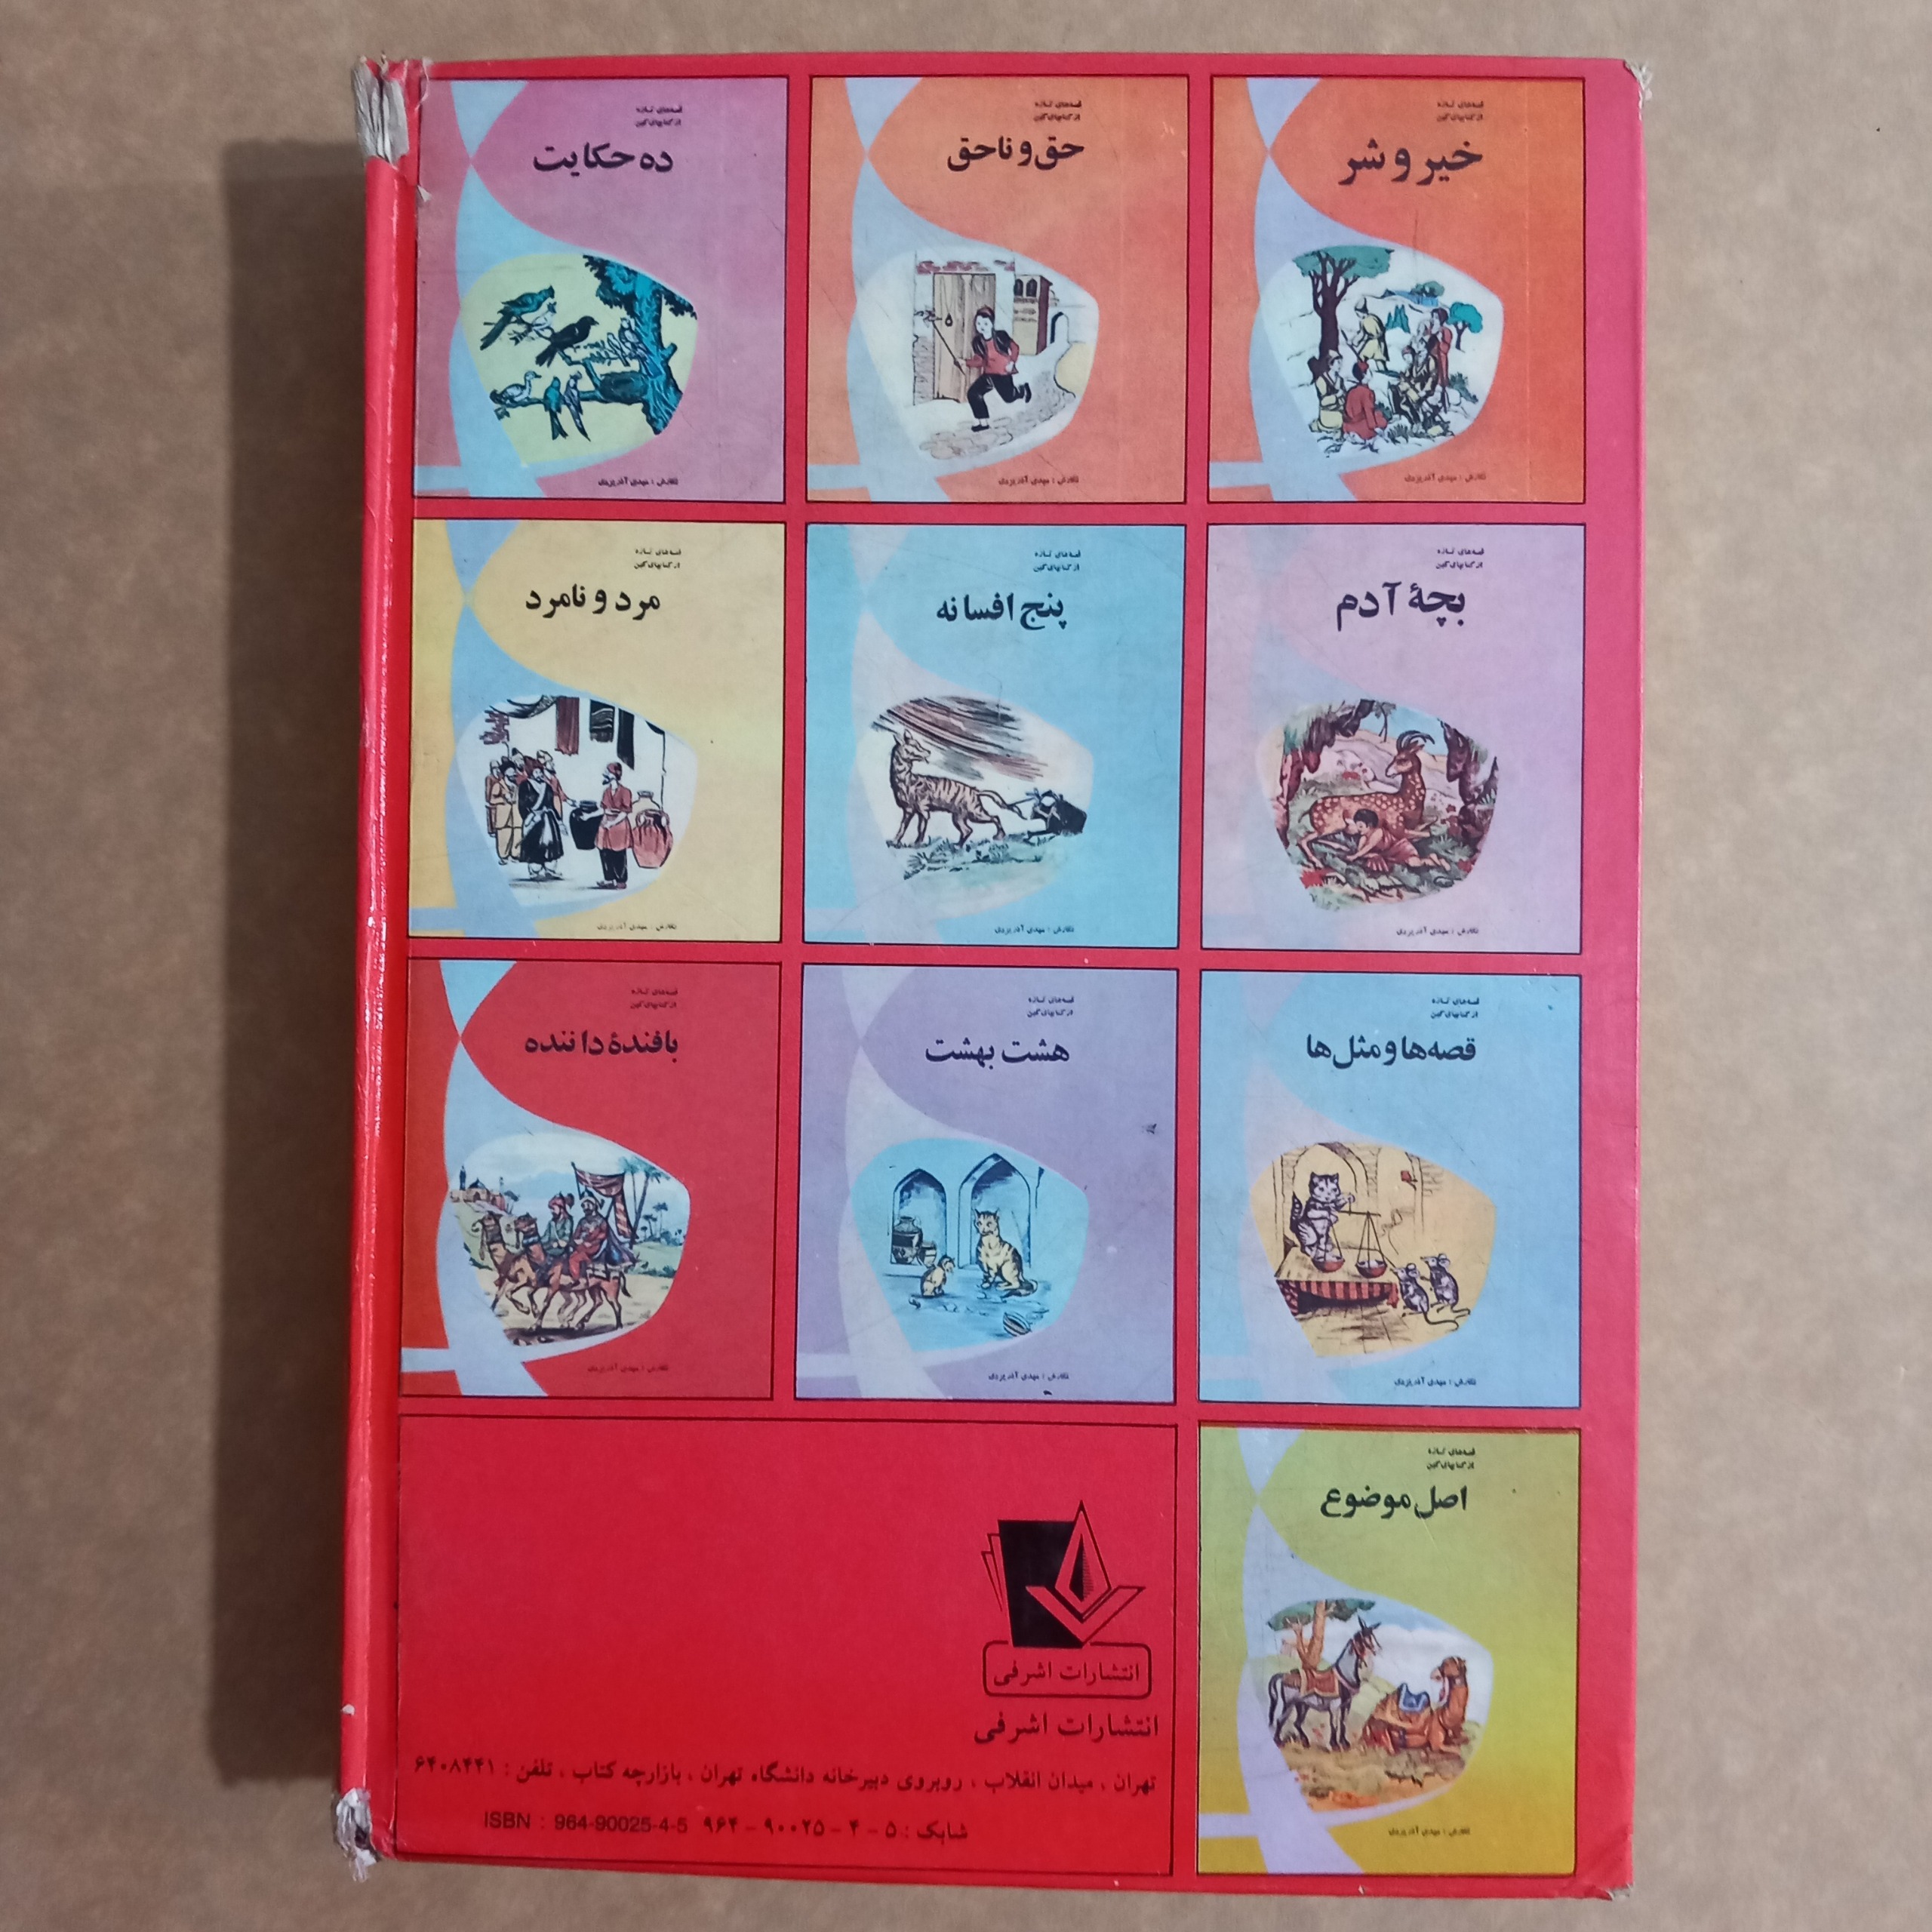 قصه‌های تازه
از کتابهای کهن
خیر و شر
نگارش : مهدی آذریزدی
قصه‌های تازه
از کتابهای کهن
حق و ناحق
نگارش : مهدی آذریزدی
قصه‌های تازه
از کتابهای کهن
ده حکایت
نگارش : مهدی آذریزدی
قصه‌های تازه
از کتابهای کهن
بچهٔ آدم
نگارش : مهدی آذریزدی
قصه‌های تازه
از کتابهای کهن
پنج افسانه
نگارش : مهدی آذریزدی
قصه‌های تازه
از کتابهای کهن
مرد و نامرد
نگارش : مهدی آذریزدی
قصه‌های تازه
از کتابهای کهن
قصه‌ها و مثل‌ها
نگارش : مهدی آذریزدی
قصه‌های تازه
از کتابهای کهن
هشت بهشت
نگارش : مهدی آذریزدی
قصه‌های تازه
از کتابهای کهن
بافندهٔ داننده
نگارش : مهدی آذریزدی
قصه‌های تازه
از کتابهای کهن
اصل موضوع
نگارش : مهدی آذریزدی
انتشارات اشرفی
انتشارات اشرفی
تهران ، میدان انقلاب ، روبروی دبیرخانه دانشگاه تهران ، بازارچه کتاب ، تلفن : ۶۴۰۸۴۴۱
شابک : ۵ - ۴ - ۹۰۰۲۵ - ۹۶۴ ISBN : 964-90025-4-5